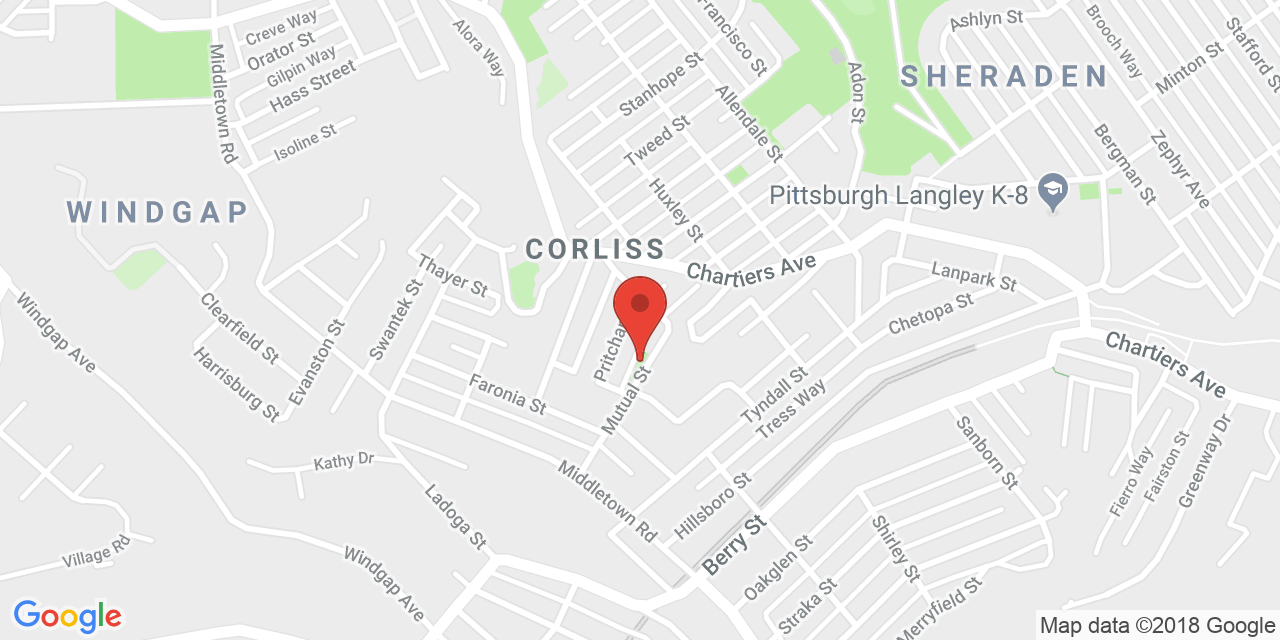 Creve Way
Orator St
Gilpin Way
Hass Street
Isoline St
Middletown Rd
Alora Way
Francisco St
Stanhope St
Allendale St
Tweed St
Huxley St
Adon St
Ashlyn St
Brooch Way
Stafford St
Minton St
SHERADEN
Bergman St
Zephyr Ave
Pittsburgh Langley K-8
WINDGAP
CORLISS
Chartiers Ave
Lanpark St
Chetopa St
Thayer St
Swantek St
Clearfield St
Evanston St
Harrisburg St
Windgap Ave
Faronia St
Mutual St
Tyndall St
Tress Way
Chartiers Ave
Kathy Dr
Ladoga St
Middletown Rd
Hillsboro St
Berry St
Sanborn St
Fierro Way
Fairston St
Greenway Dr
Village Rd
Windgap Ave
Oakglen St
Shirley St
Straka St
Merryfield St
Google
Map data ©2018 Google